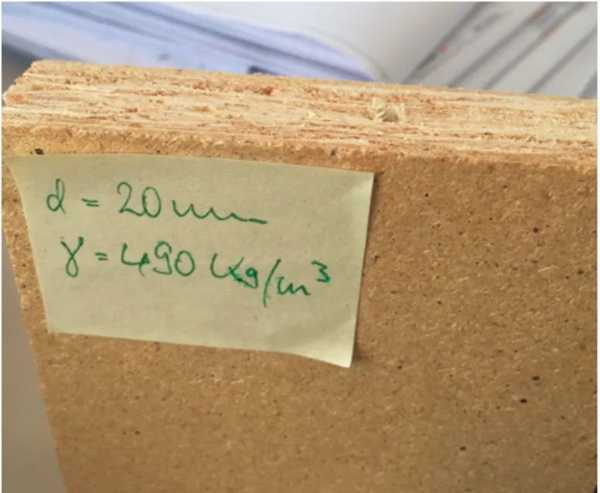 d = 20 mm
γ = 490 kg/m³